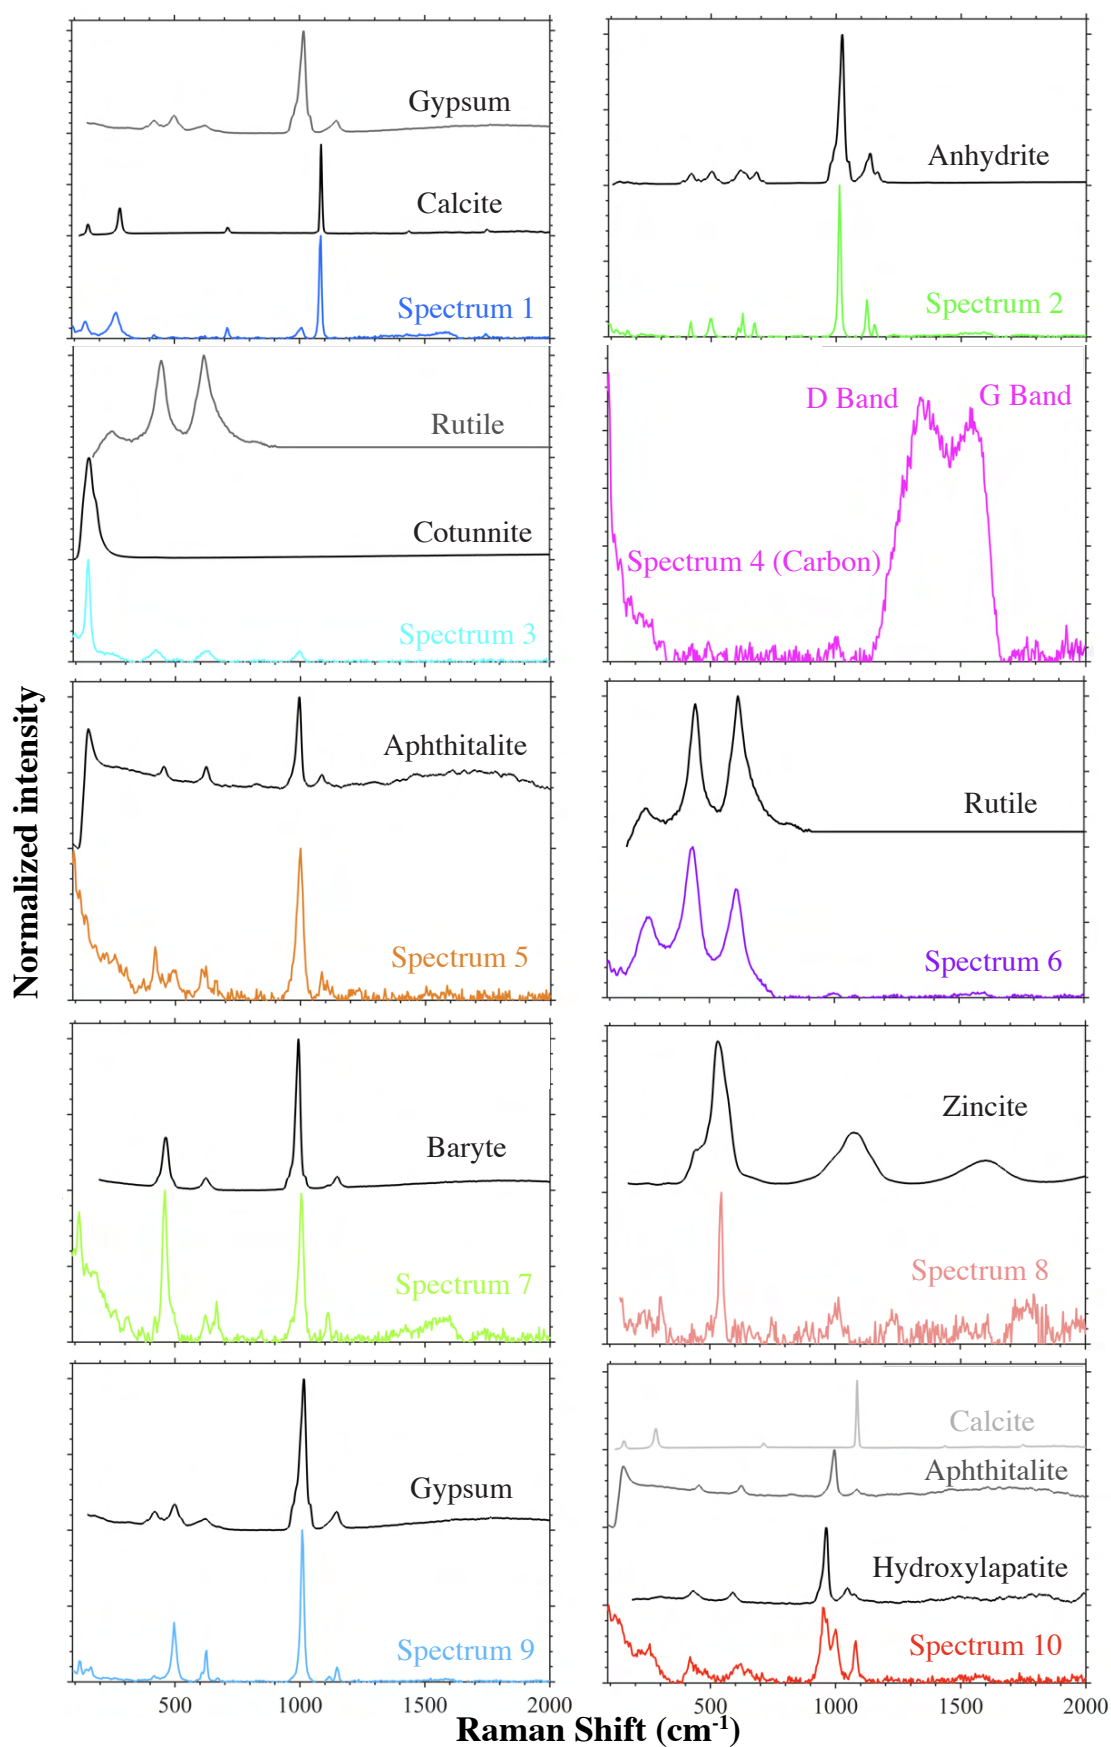 Gypsum
Calcite
Spectrum 1
Anhydrite
Spectrum 2
Rutile
Cotunnite
Spectrum 3
D Band
G Band
Spectrum 4 (Carbon)
Aphthitalite
Spectrum 5
Rutile
Spectrum 6
Baryte
Spectrum 7
Zincite
Spectrum 8
Gypsum
Spectrum 9
Calcite
Aphthitalite
Hydroxylapatite
Spectrum 10
500 1000 1500 2000
500 1000 1500 2000
Normalized intensity
Raman Shift (cm⁻¹)